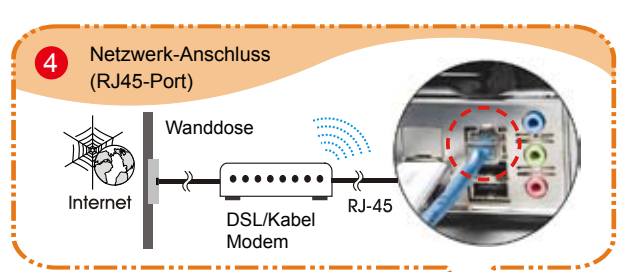 4
Netzwerk-Anschluss
(RJ45-Port)
Wanddose
Internet
DSL/Kabel
Modem
RJ-45